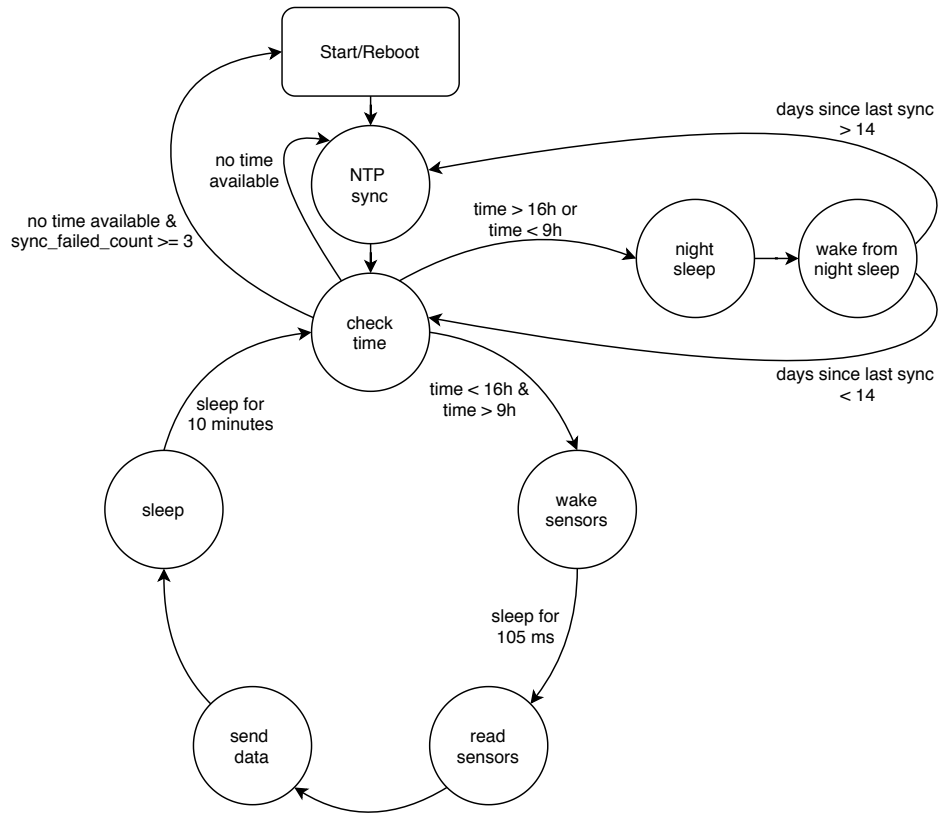 Start/Reboot
days since last sync
> 14
no time
available
NTP
sync
no time available &
sync_failed_count >= 3
time > 16h or
time < 9h
night
sleep
wake from
night sleep
check
time
days since last sync
< 14
time < 16h &
time > 9h
sleep for
10 minutes
sleep
wake
sensors
sleep for
105 ms
send
data
read
sensors